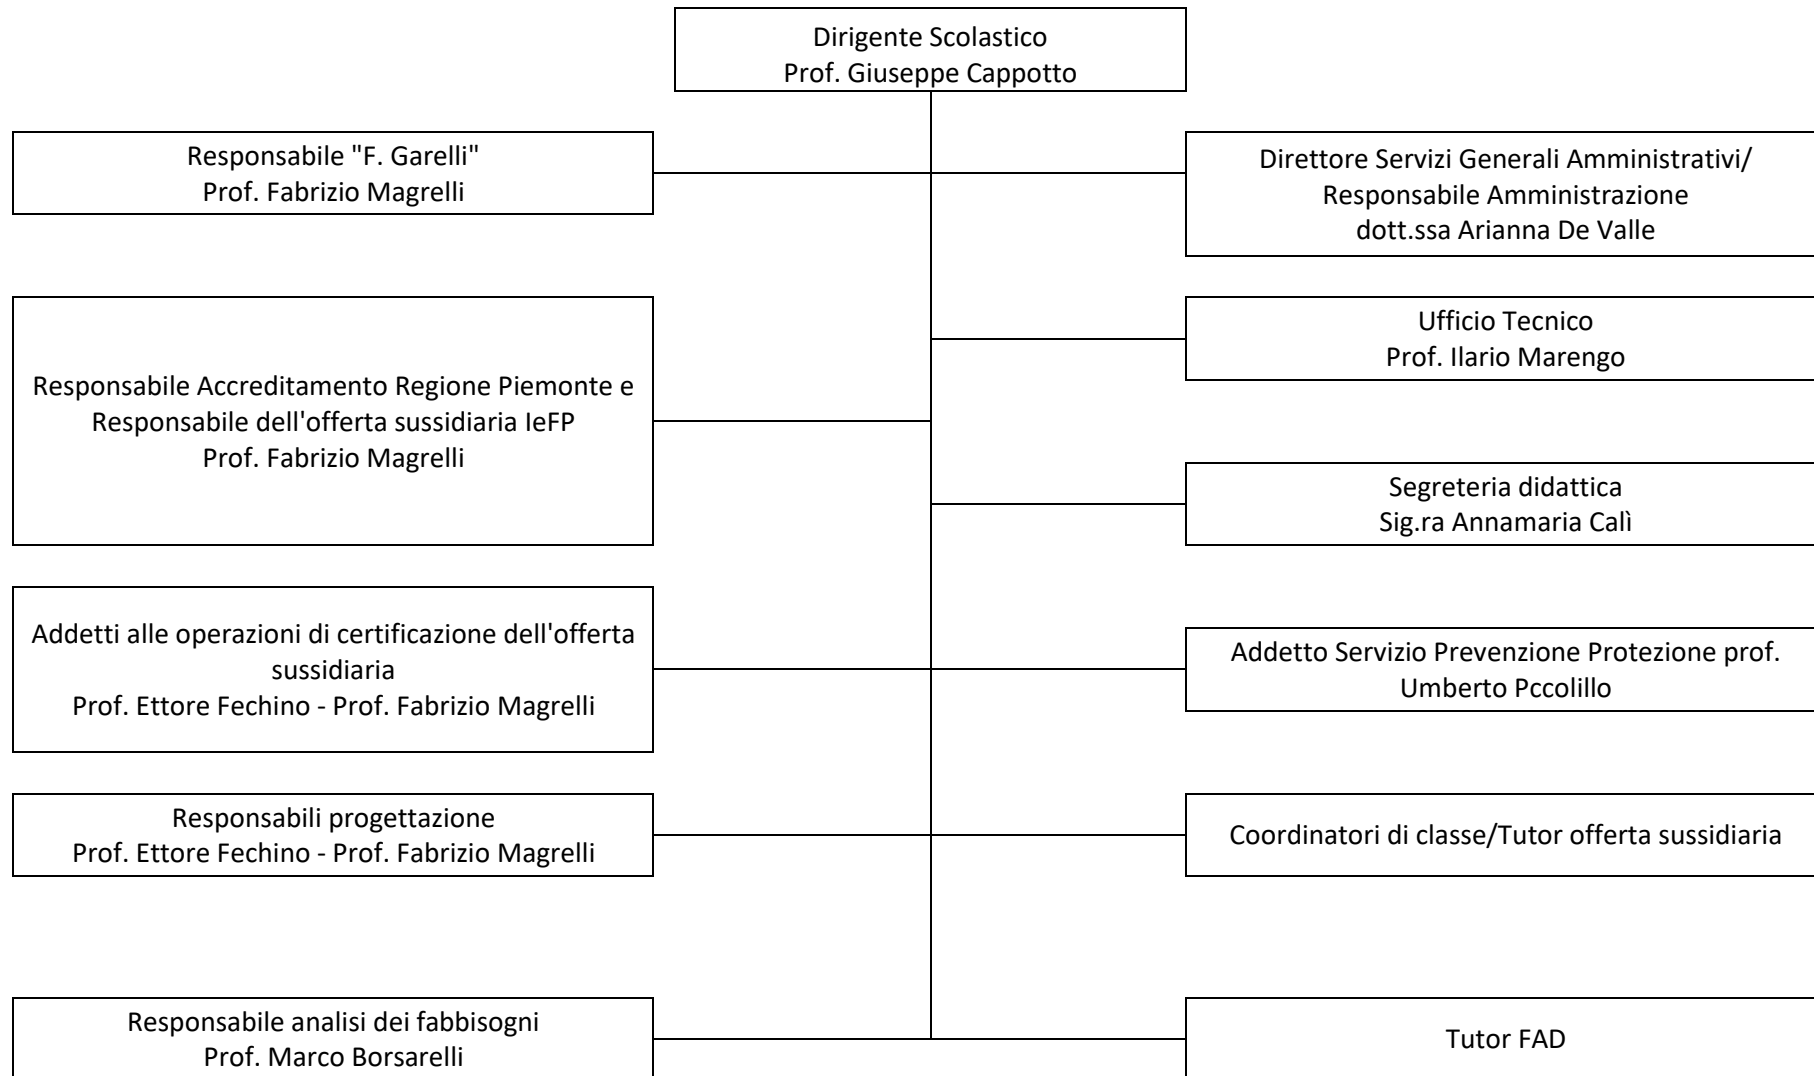 Dirigente Scolastico
Prof. Giuseppe Cappotto
Responsabile "F. Garelli"
Prof. Fabrizio Magrelli
Direttore Servizi Generali Amministrativi/
Responsabile Amministrazione
dott.ssa Arianna De Valle
Responsabile Accreditamento Regione Piemonte e
Responsabile dell'offerta sussidiaria IeFP
Prof. Fabrizio Magrelli
Ufficio Tecnico
Prof. Ilario Marengo
Segreteria didattica
Sig.ra Annamaria Calì
Addetti alle operazioni di certificazione dell'offerta
sussidiaria
Prof. Ettore Fechino - Prof. Fabrizio Magrelli
Addetto Servizio Prevenzione Protezione prof.
Umberto Pccolillo
Responsabili progettazione
Prof. Ettore Fechino - Prof. Fabrizio Magrelli
Coordinatori di classe/Tutor offerta sussidiaria
Responsabile analisi dei fabbisogni
Prof. Marco Borsarelli
Tutor FAD